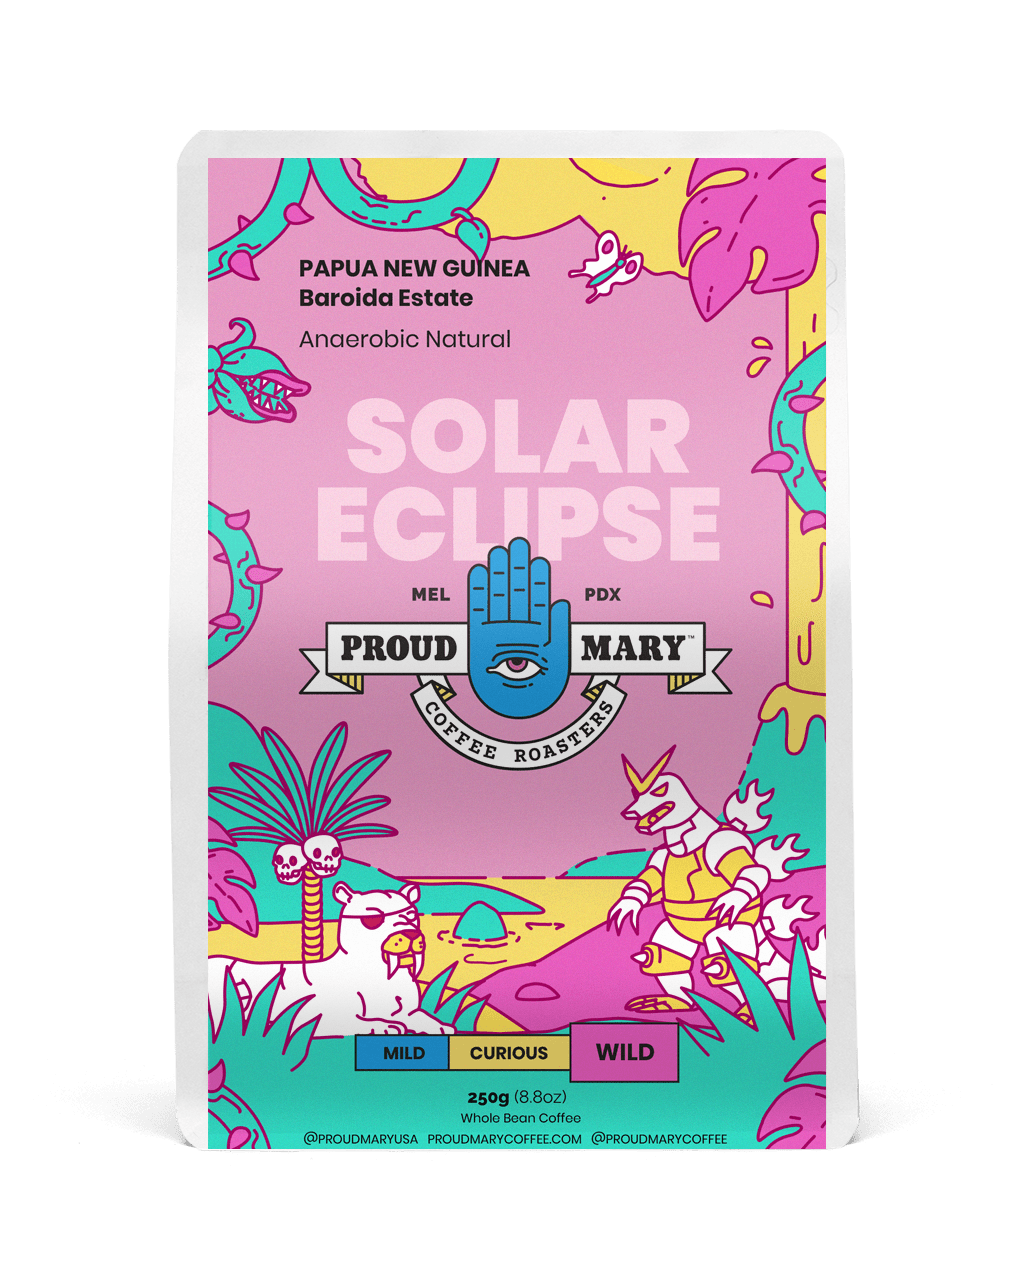 PAPUA NEW GUINEA
Baroida Estate
Anaerobic Natural
SOLAR
ECLIPSE
MEL PDX
PROUD MARY™
COFFEE ROASTERS
MILD CURIOUS WILD
250g (8.8oz)
Whole Bean Coffee
@PROUDMARYUSA PROUDMARYCOFFEE.COM @PROUDMARYCOFFEE